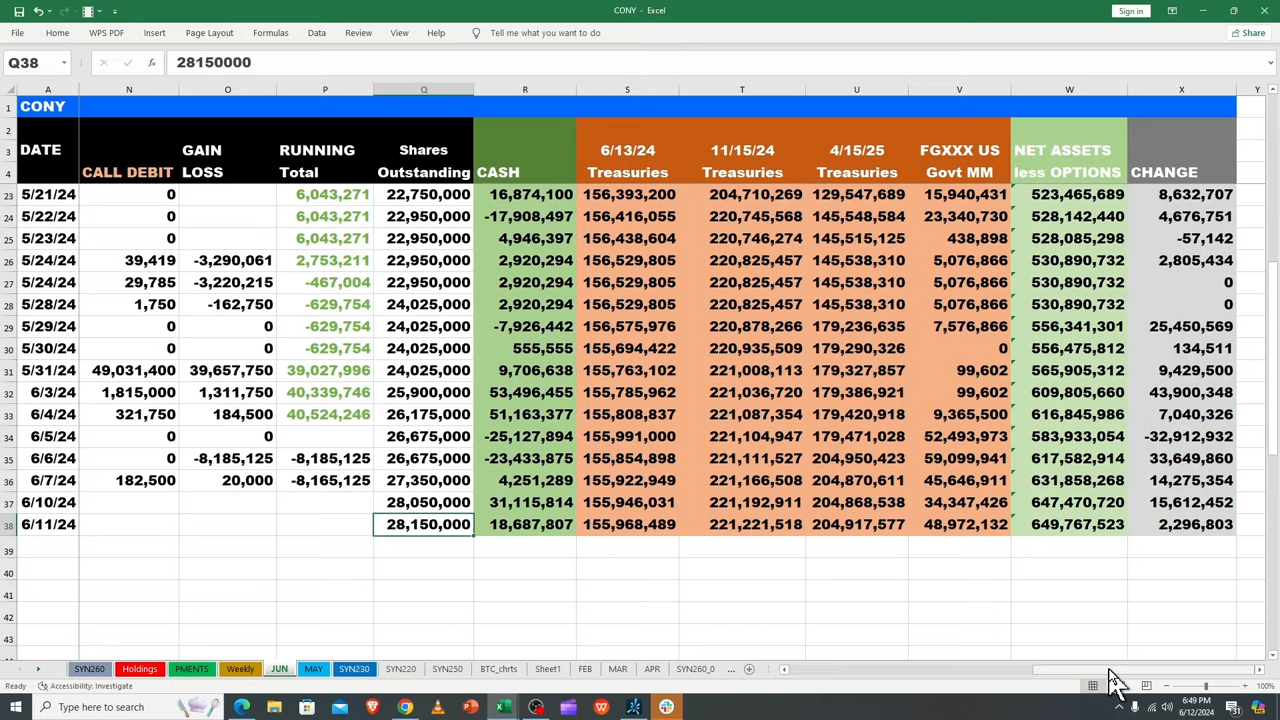 CONY - Excel
Sign in
File Home WPS PDF Insert Page Layout Formulas Data Review View Help Tell me what you want to do Share
Q38 fx 28150000
A N O P Q R S T U V W X Y
1 CONY
2
3 DATE GAIN RUNNING Shares 6/13/24 11/15/24 4/15/25 FGXXX US NET ASSETS
4 CALL DEBIT LOSS Total Outstanding CASH Treasuries Treasuries Treasuries Govt MM less OPTIONS CHANGE
23 5/21/24 0 6,043,271 22,750,000 16,874,100 156,393,200 204,710,269 129,547,689 15,940,431 523,465,689 8,632,707
24 5/22/24 0 6,043,271 22,950,000 -17,908,497 156,416,055 220,745,568 145,548,584 23,340,730 528,142,440 4,676,751
25 5/23/24 0 6,043,271 22,950,000 4,946,397 156,438,604 220,746,274 145,515,125 438,898 528,085,298 -57,142
26 5/24/24 39,419 -3,290,061 2,753,211 22,950,000 2,920,294 156,529,805 220,825,457 145,538,310 5,076,866 530,890,732 2,805,434
27 5/24/24 29,785 -3,220,215 -467,004 22,950,000 2,920,294 156,529,805 220,825,457 145,538,310 5,076,866 530,890,732 0
28 5/28/24 1,750 -162,750 -629,754 24,025,000 2,920,294 156,529,805 220,825,457 145,538,310 5,076,866 530,890,732 0
29 5/29/24 0 0 -629,754 24,025,000 -7,926,442 156,575,976 220,878,266 179,236,635 7,576,866 556,341,301 25,450,569
30 5/30/24 0 0 -629,754 24,025,000 555,555 155,694,422 220,935,509 179,290,326 0 556,475,812 134,511
31 5/31/24 49,031,400 39,657,750 39,027,996 24,025,000 9,706,638 155,763,102 221,008,113 179,327,857 99,602 565,905,312 9,429,500
32 6/3/24 1,815,000 1,311,750 40,339,746 25,900,000 53,496,455 155,785,962 221,036,720 179,386,921 99,602 609,805,660 43,900,348
33 6/4/24 321,750 184,500 40,524,246 26,175,000 51,163,377 155,808,837 221,087,354 179,420,918 9,365,500 616,845,986 7,040,326
34 6/5/24 0 0 26,675,000 -25,127,894 155,991,000 221,104,947 179,471,028 52,493,973 583,933,054 -32,912,932
35 6/6/24 0 -8,185,125 -8,185,125 26,675,000 -23,433,875 155,854,898 221,111,527 204,950,423 59,099,941 617,582,914 33,649,860
36 6/7/24 182,500 20,000 -8,165,125 27,350,000 4,251,289 155,922,949 221,166,508 204,870,611 45,646,911 631,858,268 14,275,354
37 6/10/24 28,050,000 31,115,814 155,946,031 221,192,911 204,868,538 34,347,426 647,470,720 15,612,452
38 6/11/24 28,150,000 18,687,807 155,968,489 221,221,518 204,917,577 48,972,132 649,767,523 2,296,803
39
40
41
42
43
SYN260 Holdings PMENTS Weekly JUN MAY SYN230 SYN220 SYN250 BTC_chrts Sheet1 FEB MAR APR SYN260_0 ...
Ready Accessibility: Investigate 100%
Type here to search 6:49 PM
6/12/2024